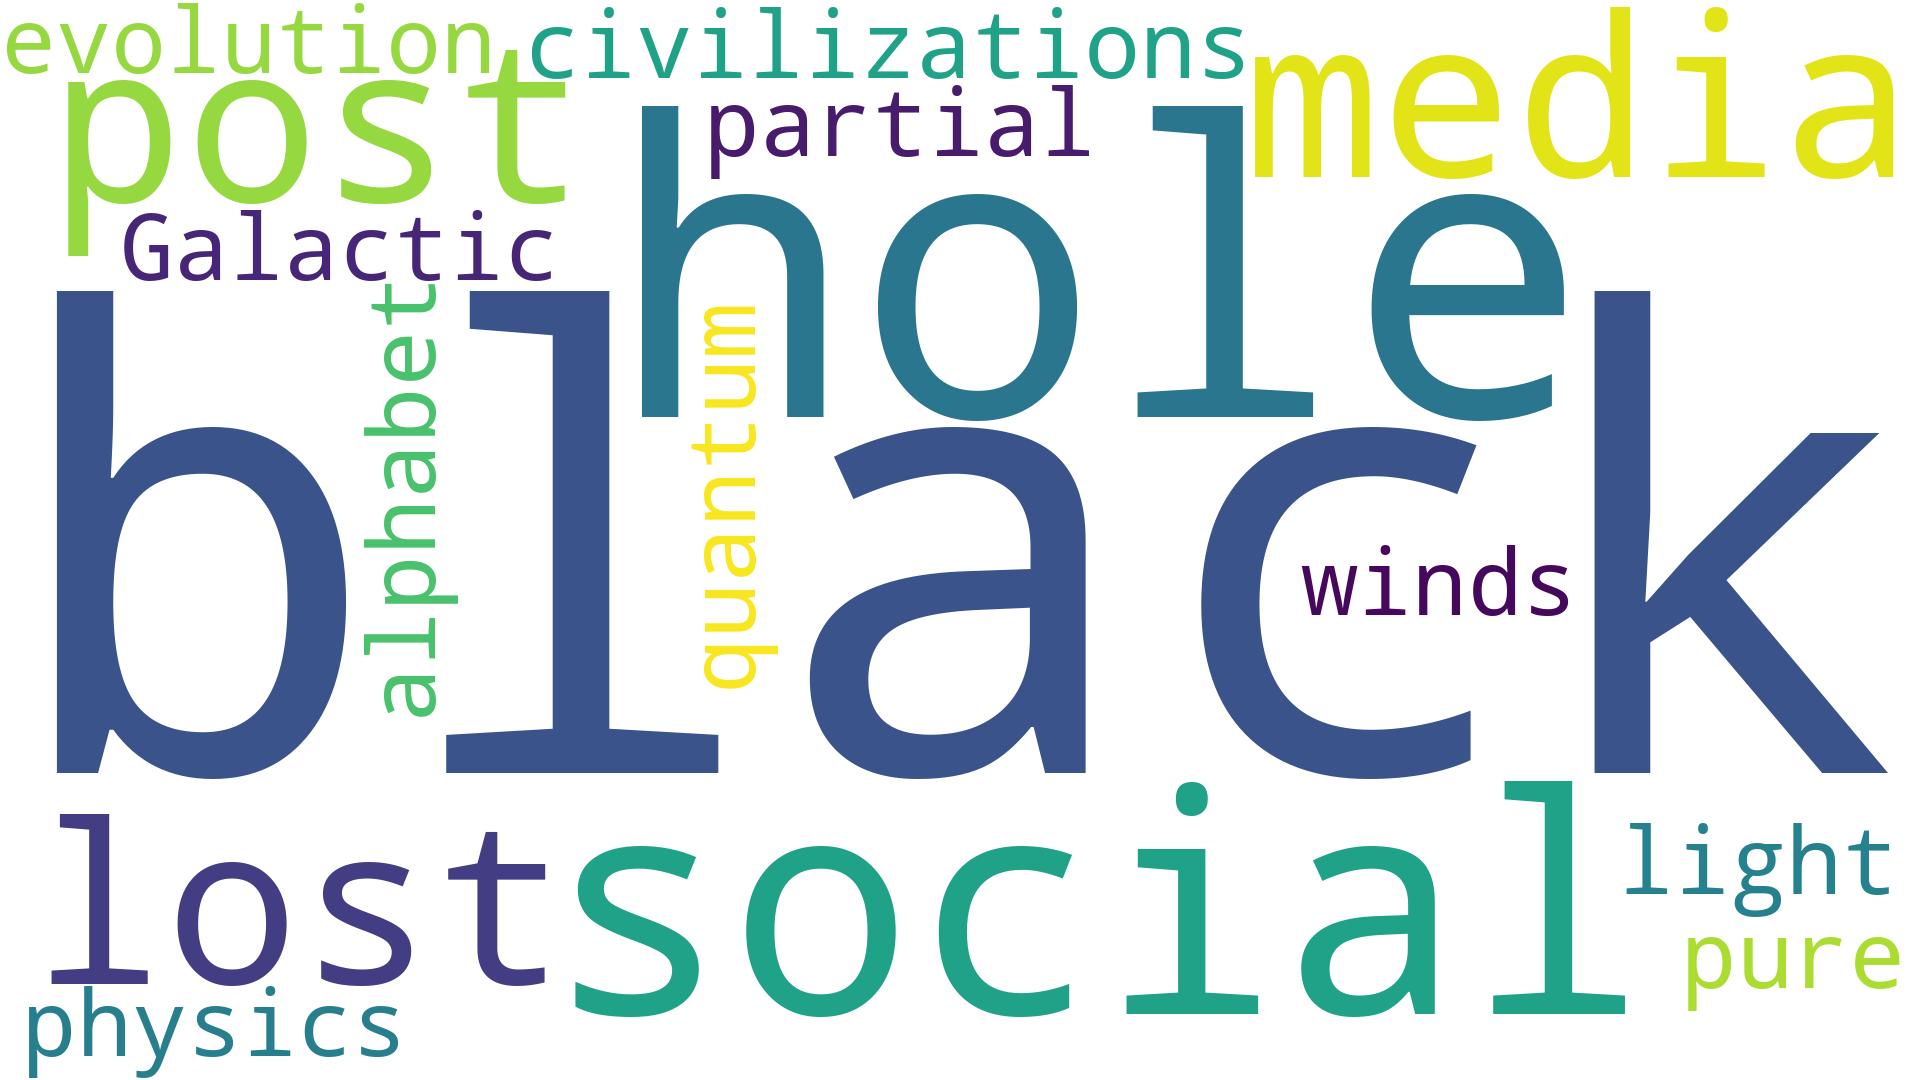 evolution
civilizations
media
post
partial
hole
Galactic
alphabet
quantum
black
winds
lost
social
light
pure
physics